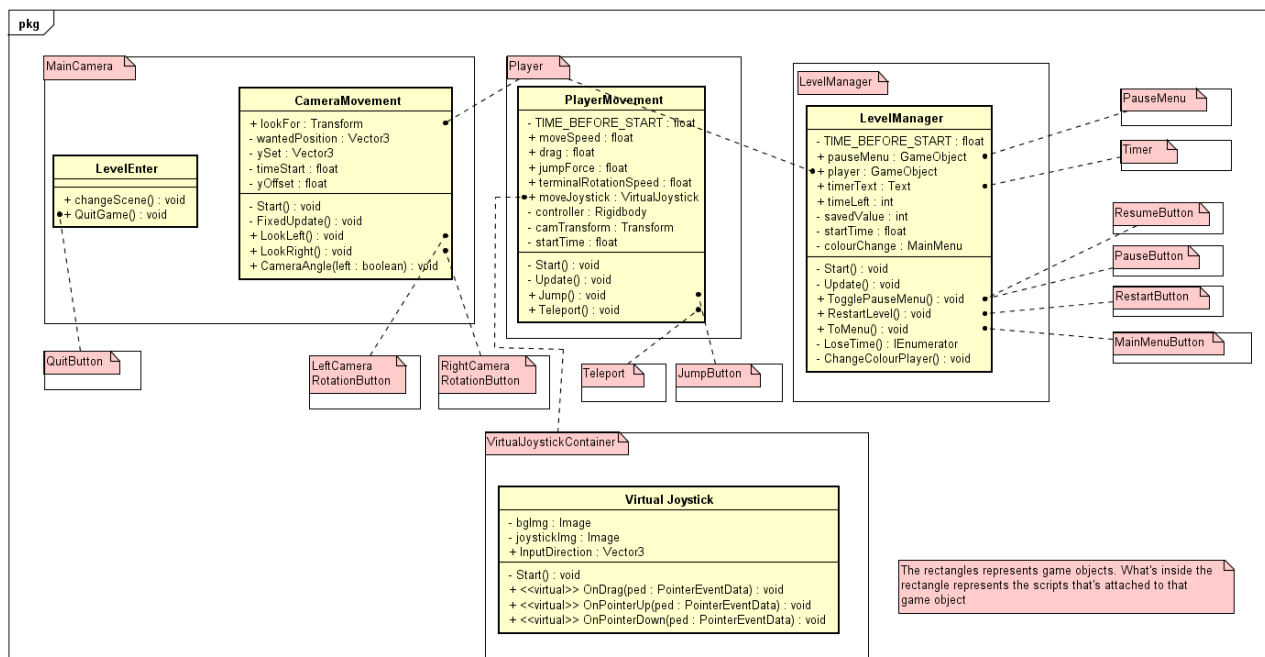 pkg
MainCamera
CameraMovement
+ lookFor : Transform
- wantedPosition : Vector3
- ySet : Vector3
- timeStart : float
- yOffset : float
- Start() : void
- FixedUpdate() : void
+ LookLeft() : void
+ LookRight() : void
+ CameraAngle(left : boolean) : void
LevelEnter
+ changeScene() : void
+ QuitGame() : void
QuitButton
LeftCamera
RotationButton
RightCamera
RotationButton
Player
PlayerMovement
- TIME_BEFORE_START : float
+ moveSpeed : float
+ drag : float
+ jumpForce : float
+ terminalRotationSpeed : float
+ moveJoystick : VirtualJoystick
- controller : Rigidbody
- camTransform : Transform
- startTime : float
- Start() : void
- Update() : void
+ Jump() : void
+ Teleport() : void
Teleport
JumpButton
LevelManager
LevelManager
- TIME_BEFORE_START : float
+ pauseMenu : GameObject
+ player : GameObject
+ timerText : Text
+ timeLeft : int
- savedValue : int
- startTime : float
- colourChange : MainMenu
- Start() : void
- Update() : void
+ TogglePauseMenu() : void
+ RestartLevel() : void
+ ToMenu() : void
- LoseTime() : IEnumerator
- ChangeColourPlayer() : void
PauseMenu
Timer
ResumeButton
PauseButton
RestartButton
MainMenuButton
VirtualJoystickContainer
Virtual Joystick
- bgImg : Image
- joystickImg : Image
+ InputDirection : Vector3
- Start() : void
+ <<virtual>> OnDrag(ped : PointerEventData) : void
+ <<virtual>> OnPointerUp(ped : PointerEventData) : void
+ <<virtual>> OnPointerDown(ped : PointerEventData) : void
The rectangles represents game objects. What's inside the
rectangle represents the scripts that's attached to that
game object